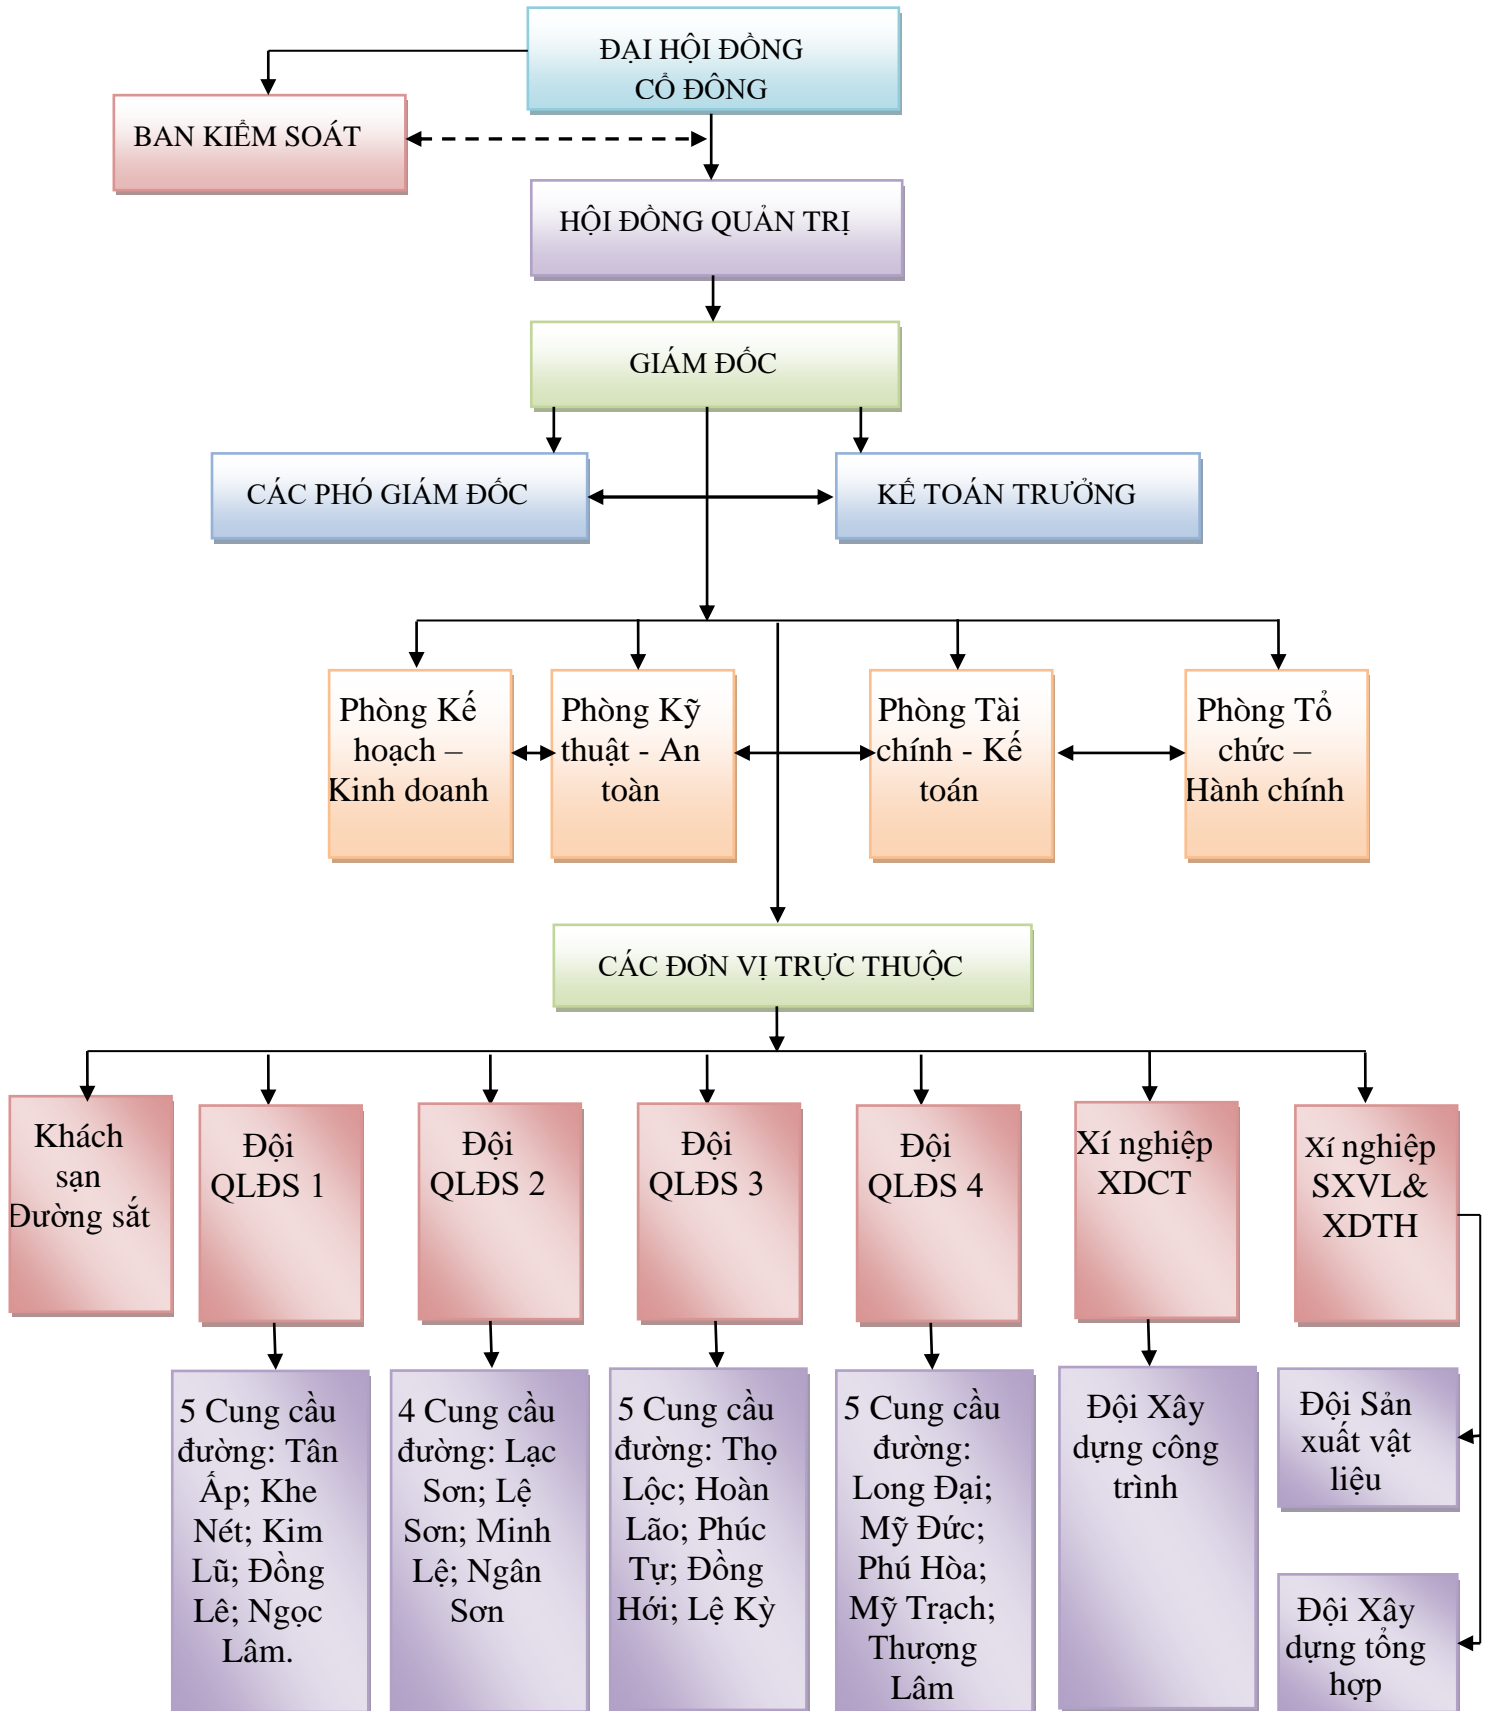 ĐẠI HỘI ĐỒNG
CỔ ĐÔNG
BAN KIỂM SOÁT
HỘI ĐỒNG QUẢN TRỊ
GIÁM ĐỐC
CÁC PHÓ GIÁM ĐỐC
KẾ TOÁN TRƯỞNG
Phòng Kế
hoạch –
Kinh doanh
Phòng Kỹ
thuật - An
toàn
Phòng Tài
chính - Kế
toán
Phòng Tổ
chức –
Hành chính
CÁC ĐƠN VỊ TRỰC THUỘC
Khách
sạn
Đường sắt
Đội
QLĐS 1
Đội
QLĐS 2
Đội
QLĐS 3
Đội
QLĐS 4
Xí nghiệp
XDCT
Xí nghiệp
SXVL&
XDTH
5 Cung cầu
đường: Tân
Ấp; Khe
Nét; Kim
Lũ; Đồng
Lê; Ngọc
Lâm.
4 Cung cầu
đường: Lạc
Sơn; Lệ
Sơn; Minh
Lệ; Ngân
Sơn
5 Cung cầu
đường: Thọ
Lộc; Hoàn
Lão; Phúc
Tự; Đồng
Hới; Lệ Kỳ
5 Cung cầu
đường:
Long Đại;
Mỹ Đức;
Phú Hòa;
Mỹ Trạch;
Thượng
Lâm
Đội Xây
dựng công
trình
Đội Sản
xuất vật
liệu
Đội Xây
dựng tổng
hợp